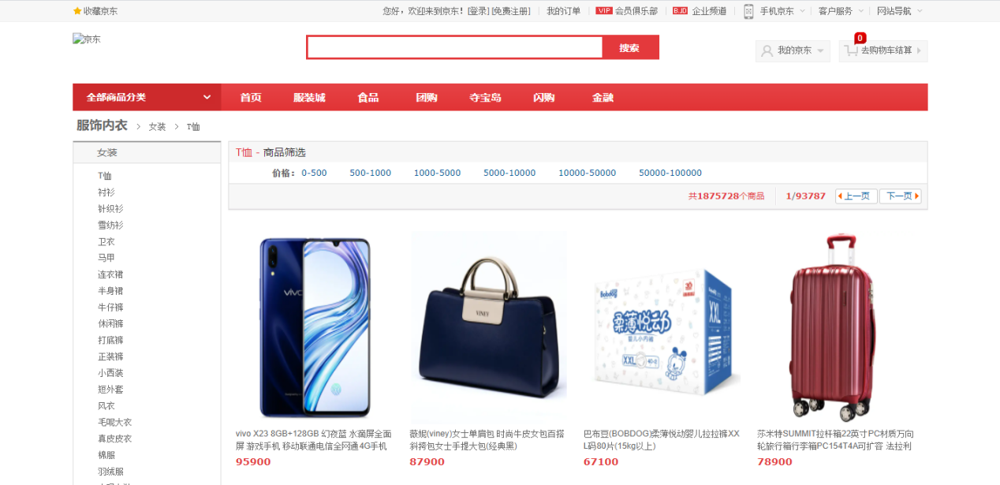 收藏京东
您好，欢迎来到京东！[登录] [免费注册]
我的订单
VIP 会员俱乐部
BJD 企业频道
手机京东
客户服务
网站导航
京东
搜索
我的京东
0
去购物车结算
全部商品分类
首页
服装城
食品
团购
夺宝岛
闪购
金融
服饰内衣 > 女装 > T恤
女装
T恤
衬衫
针织衫
雪纺衫
卫衣
马甲
连衣裙
半身裙
牛仔裤
休闲裤
打底裤
正装裤
小西装
短外套
风衣
毛呢大衣
真皮皮衣
棉服
羽绒服
T恤 - 商品筛选
价格： 0-500 500-1000 1000-5000 5000-10000 10000-50000 50000-100000
共1875728个商品
1/93787
上一页
下一页
vivo
vivo X23 8GB+128GB 幻夜蓝 水滴屏全面
屏 游戏手机 移动联通电信全网通4G手机
95900
VINEY
薇妮(viney)女士单肩包 时尚牛皮女包百搭
斜挎包女士手提大包(经典黑)
87900
Bobdog
柔薄悦动
婴儿小内裤
XXL
XXL
巴布豆(BOBDOG)柔薄悦动婴儿拉拉裤XX
L码80片(15kg以上)
67100
莎米特SUMMIT拉杆箱22英寸PC材质万向
轮旅行箱行李箱PC154T4A可扩容 法拉利
78900